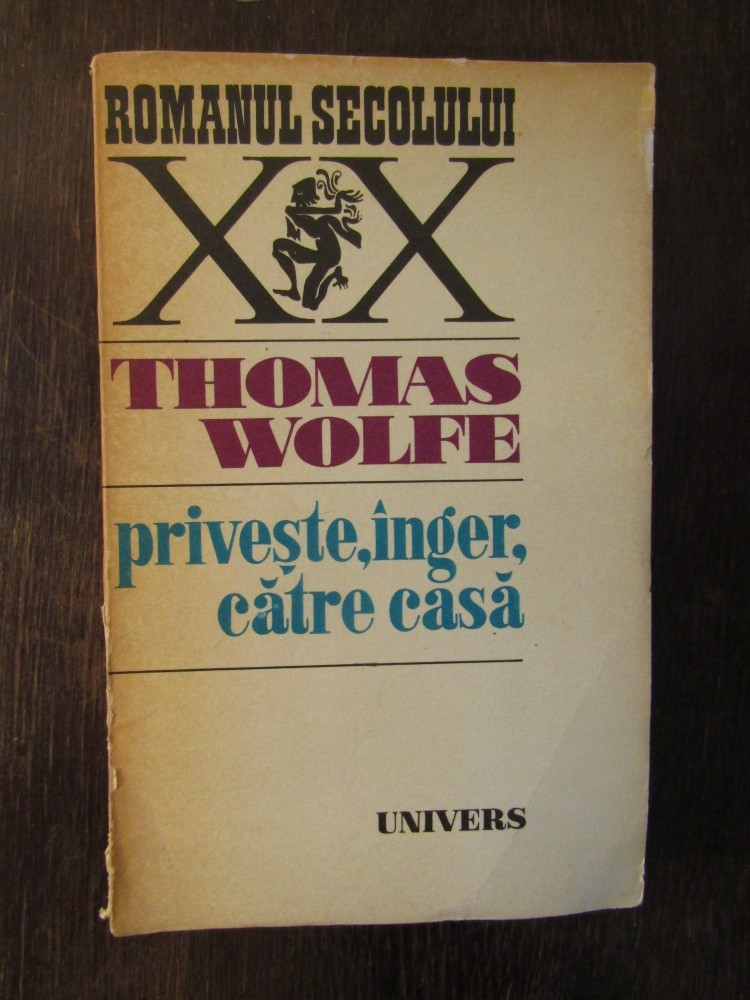 ROMANUL SECOLULUI
XX
THOMAS
WOLFE
privește, înger,
către casă
UNIVERS